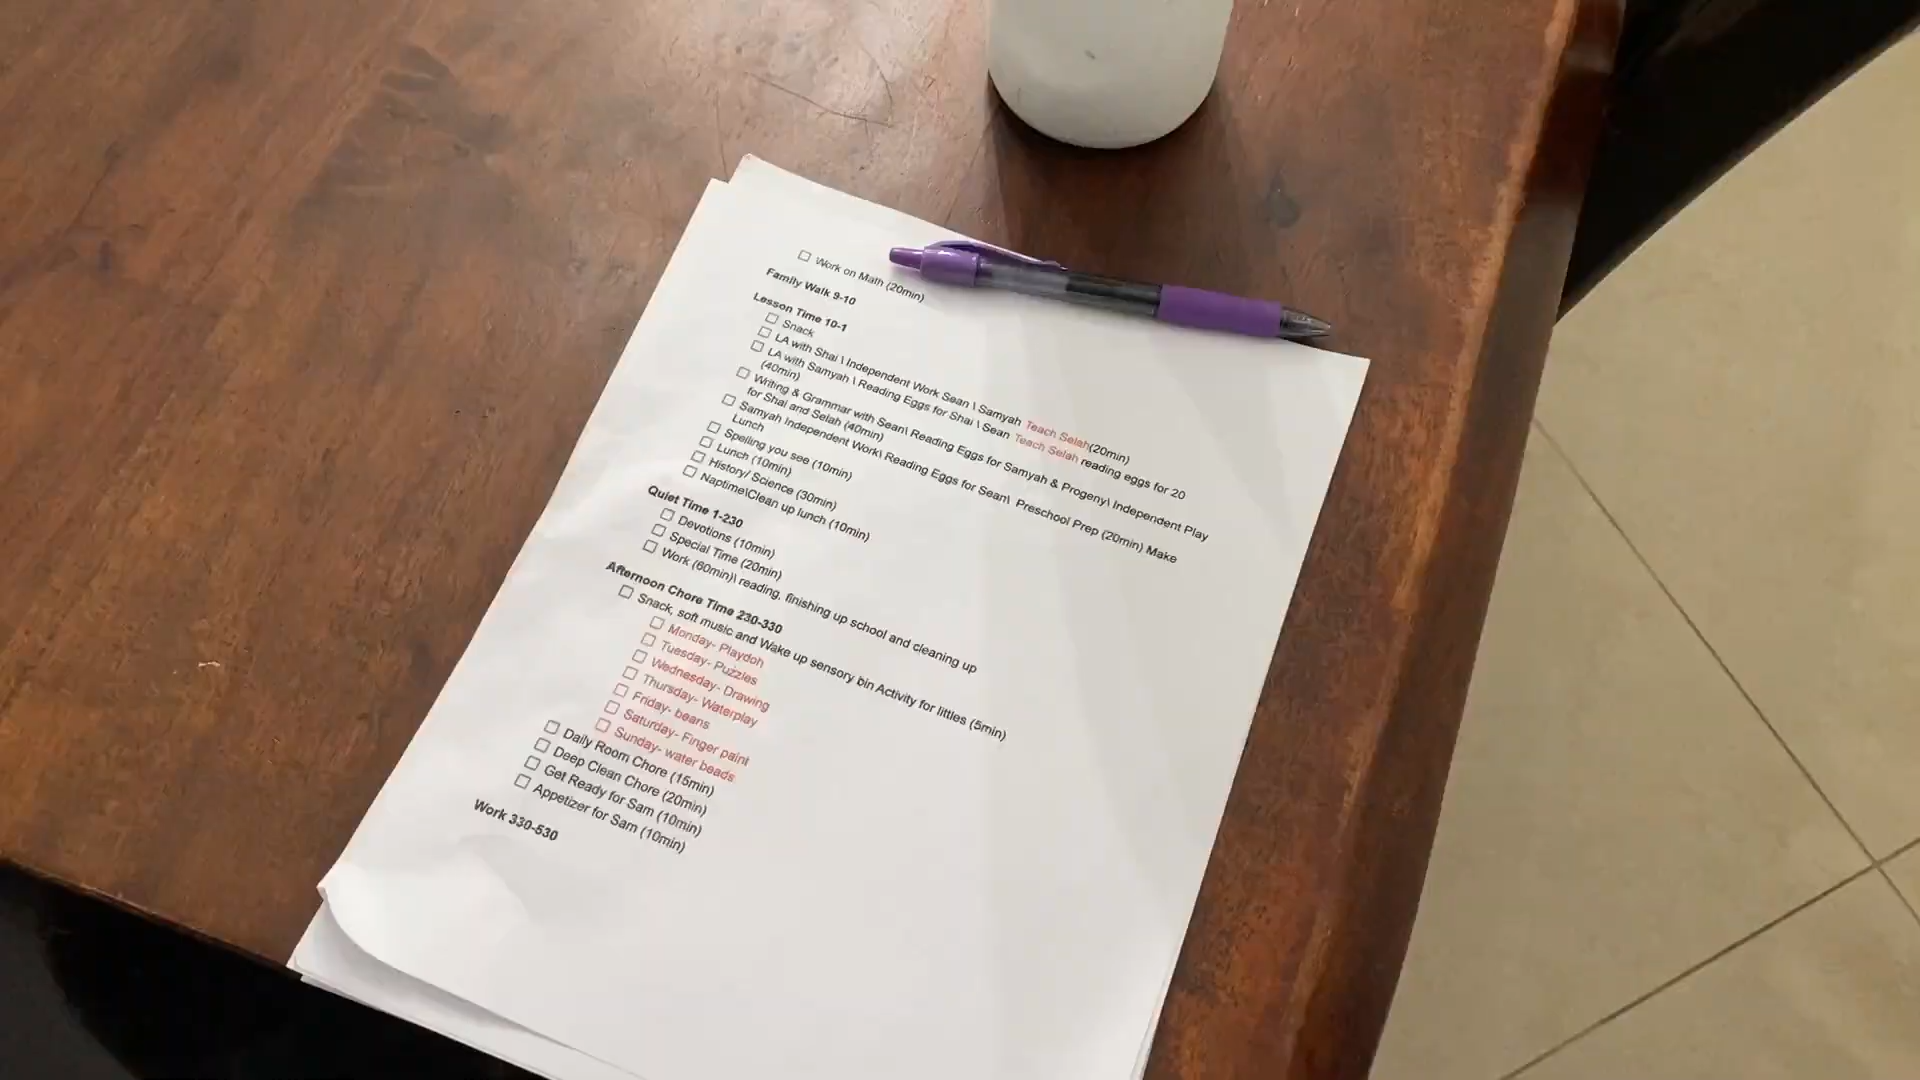 ☐ Work on Math (20min)
Family Walk 9-10
Lesson Time 10-1
☐ Snack
☐ LA with Shai \ Independent Work Sean \ Samyah Teach Selah(20min)
☐ LA with Samyah \ Reading Eggs for Shai \ Sean Teach Selah reading eggs for 20
(40min)
☐ Writing & Grammar with Sean\ Reading Eggs for Samyah & Progeny\ Independent Play
for Shai and Selah (40min)
☐ Samyah Independent Work\ Reading Eggs for Sean\ Preschool Prep (20min) Make
Lunch
☐ Spelling you see (10min)
☐ Lunch (10min)
☐ History/ Science (30min)
☐ Naptime\Clean up lunch (10min)
Quiet Time 1-230
☐ Devotions (10min)
☐ Special Time (20min)
☐ Work (60min)\ reading, finishing up school and cleaning up
Afternoon Chore Time 230-330
☐ Snack, soft music and Wake up sensory bin Activity for littles (5min)
☐ Monday- Playdoh
☐ Tuesday- Puzzles
☐ Wednesday- Drawing
☐ Thursday- Waterplay
☐ Friday- beans
☐ Saturday- Finger paint
☐ Sunday- water beads
☐ Daily Room Chore (15min)
☐ Deep Clean Chore (20min)
☐ Get Ready for Sam (10min)
☐ Appetizer for Sam (10min)
Work 330-530